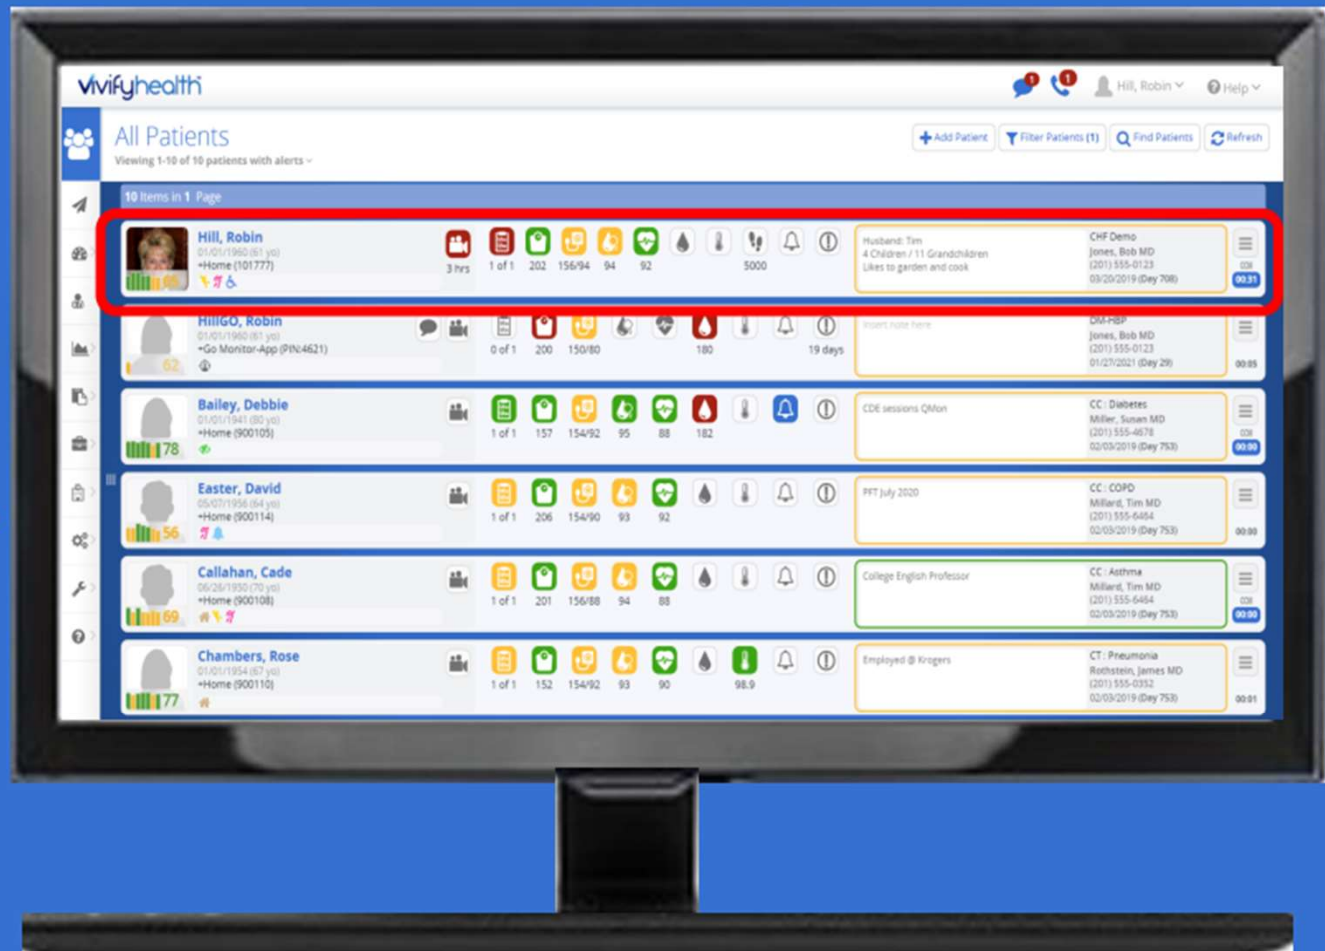 vivifyhealth
1 1 Hill, Robin Help
All Patients
Viewing 1-10 of 10 patients with alerts
Add Patient Filter Patients (1) Find Patients Refresh
10 Items in 1 Page
Hill, Robin
01/01/1960 (61 yo)
+Home (101777)
65
3 hrs 1 of 1 202 156/94 94 92 5000
Husband: Tim
4 Children / 11 Grandchildren
Likes to garden and cook
CHF Demo
Jones, Bob MD
(201) 555-0123
03/20/2019 (Day 708)
00:31
HillGO, Robin
01/01/1960 (61 yo)
+Go Monitor-App (PIN:4621)
62
0 of 1 200 150/80 180 19 days
Insert note here
DM-HBP
Jones, Bob MD
(201) 555-0123
01/27/2021 (Day 29)
00:05
Bailey, Debbie
01/01/1941 (80 yo)
+Home (900105)
78
1 of 1 157 154/92 95 88 182
CDE sessions QMon
CC : Diabetes
Miller, Susan MD
(201) 555-4678
02/03/2019 (Day 753)
00:00
Easter, David
05/07/1956 (64 yo)
+Home (900114)
56
1 of 1 206 154/90 93 92
PFT July 2020
CC : COPD
Millard, Tim MD
(201) 555-6464
02/03/2019 (Day 753)
00:00
Callahan, Cade
06/26/1950 (70 yo)
+Home (900108)
69
1 of 1 201 156/88 94 88
College English Professor
CC : Asthma
Millard, Tim MD
(201) 555-6464
02/03/2019 (Day 753)
00:00
Chambers, Rose
01/01/1954 (67 yo)
+Home (900110)
77
1 of 1 152 154/92 93 90 98.9
Employed @ Krogers
CT : Pneumonia
Rothstein, James MD
(201) 555-0352
02/03/2019 (Day 753)
00:01